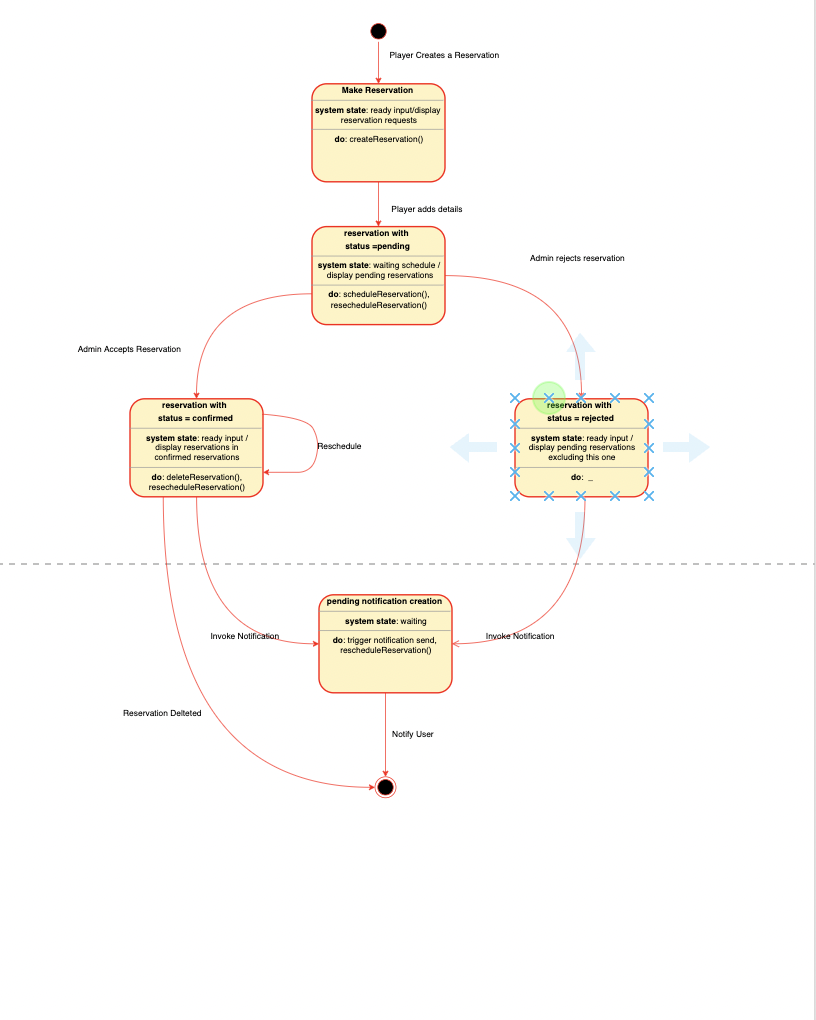 Player Creates a Reservation
Make Reservation
system state: ready input/display
reservation requests
do: createReservation()
Player adds details
reservation with
status =pending
system state: waiting schedule /
display pending reservations
do: scheduleReservation(),
resecheduleReservation()
Admin rejects reservation
Admin Accepts Reservation
reservation with
status = confirmed
system state: ready input /
display reservations in
confirmed reservations
do: deleteReservation(),
resecheduleReservation()
Reschedule
reservation with
status = rejected
system state: ready input /
display pending reservations
excluding this one
do: _
pending notification creation
system state: waiting
do: trigger notification send,
rescheduleReservation()
Invoke Notification
Invoke Notification
Reservation Delteted
Notify User